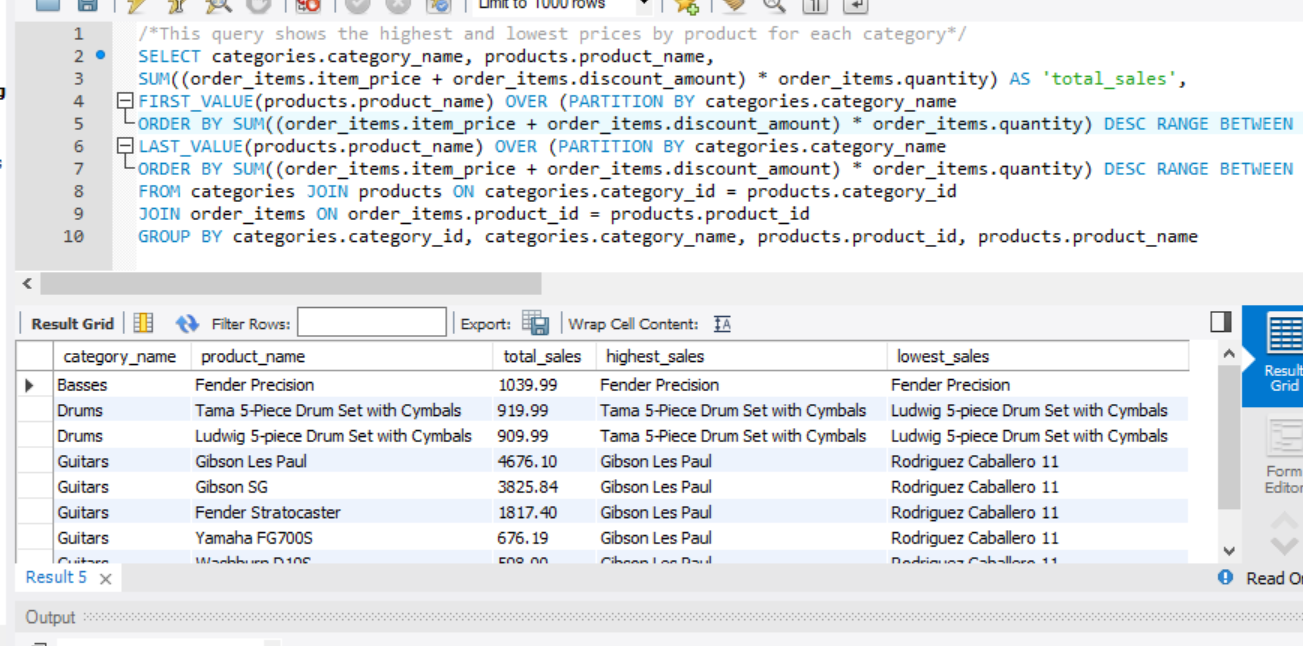 Limit to 1000 rows
1 /*This query shows the highest and lowest prices by product for each category*/
2 SELECT categories.category_name, products.product_name,
3 SUM((order_items.item_price + order_items.discount_amount) * order_items.quantity) AS 'total_sales',
4 FIRST_VALUE(products.product_name) OVER (PARTITION BY categories.category_name
5 ORDER BY SUM((order_items.item_price + order_items.discount_amount) * order_items.quantity) DESC RANGE BETWEEN
6 LAST_VALUE(products.product_name) OVER (PARTITION BY categories.category_name
7 ORDER BY SUM((order_items.item_price + order_items.discount_amount) * order_items.quantity) DESC RANGE BETWEEN
8 FROM categories JOIN products ON categories.category_id = products.category_id
9 JOIN order_items ON order_items.product_id = products.product_id
10 GROUP BY categories.category_id, categories.category_name, products.product_id, products.product_name
Result Grid Filter Rows: Export: Wrap Cell Content: IA
category_name product_name total_sales highest_sales lowest_sales
Basses Fender Precision 1039.99 Fender Precision Fender Precision
Drums Tama 5-Piece Drum Set with Cymbals 919.99 Tama 5-Piece Drum Set with Cymbals Ludwig 5-piece Drum Set with Cymbals
Drums Ludwig 5-piece Drum Set with Cymbals 909.99 Tama 5-Piece Drum Set with Cymbals Ludwig 5-piece Drum Set with Cymbals
Guitars Gibson Les Paul 4676.10 Gibson Les Paul Rodriguez Caballero 11
Guitars Gibson SG 3825.84 Gibson Les Paul Rodriguez Caballero 11
Guitars Fender Stratocaster 1817.40 Gibson Les Paul Rodriguez Caballero 11
Guitars Yamaha FG700S 676.19 Gibson Les Paul Rodriguez Caballero 11
Guitars Washburn D10S Gibson Les Paul Rodriguez Caballero 11
Result
Grid
Form
Editor
Result 5
Read
Output